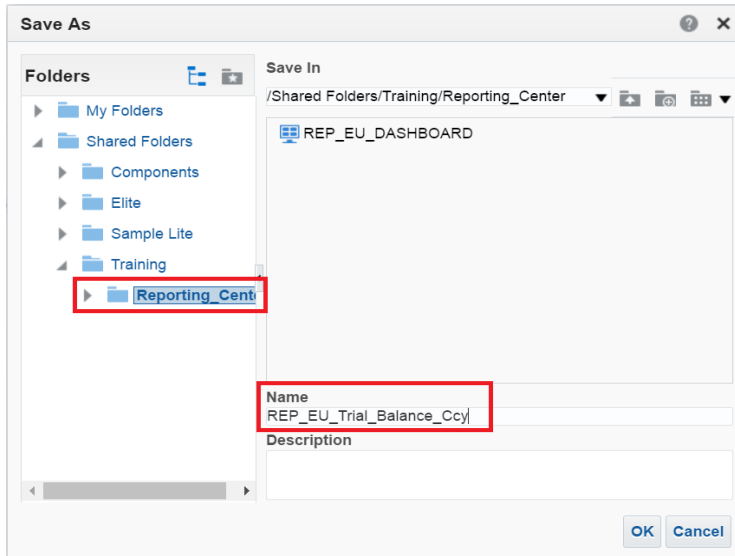 Save As
Folders
My Folders
Shared Folders
Components
Elite
Sample Lite
Training
Reporting_Cente
Save In
/Shared Folders/Training/Reporting_Center
REP_EU_DASHBOARD
Name
REP_EU_Trial_Balance_Ccy
Description
OK Cancel